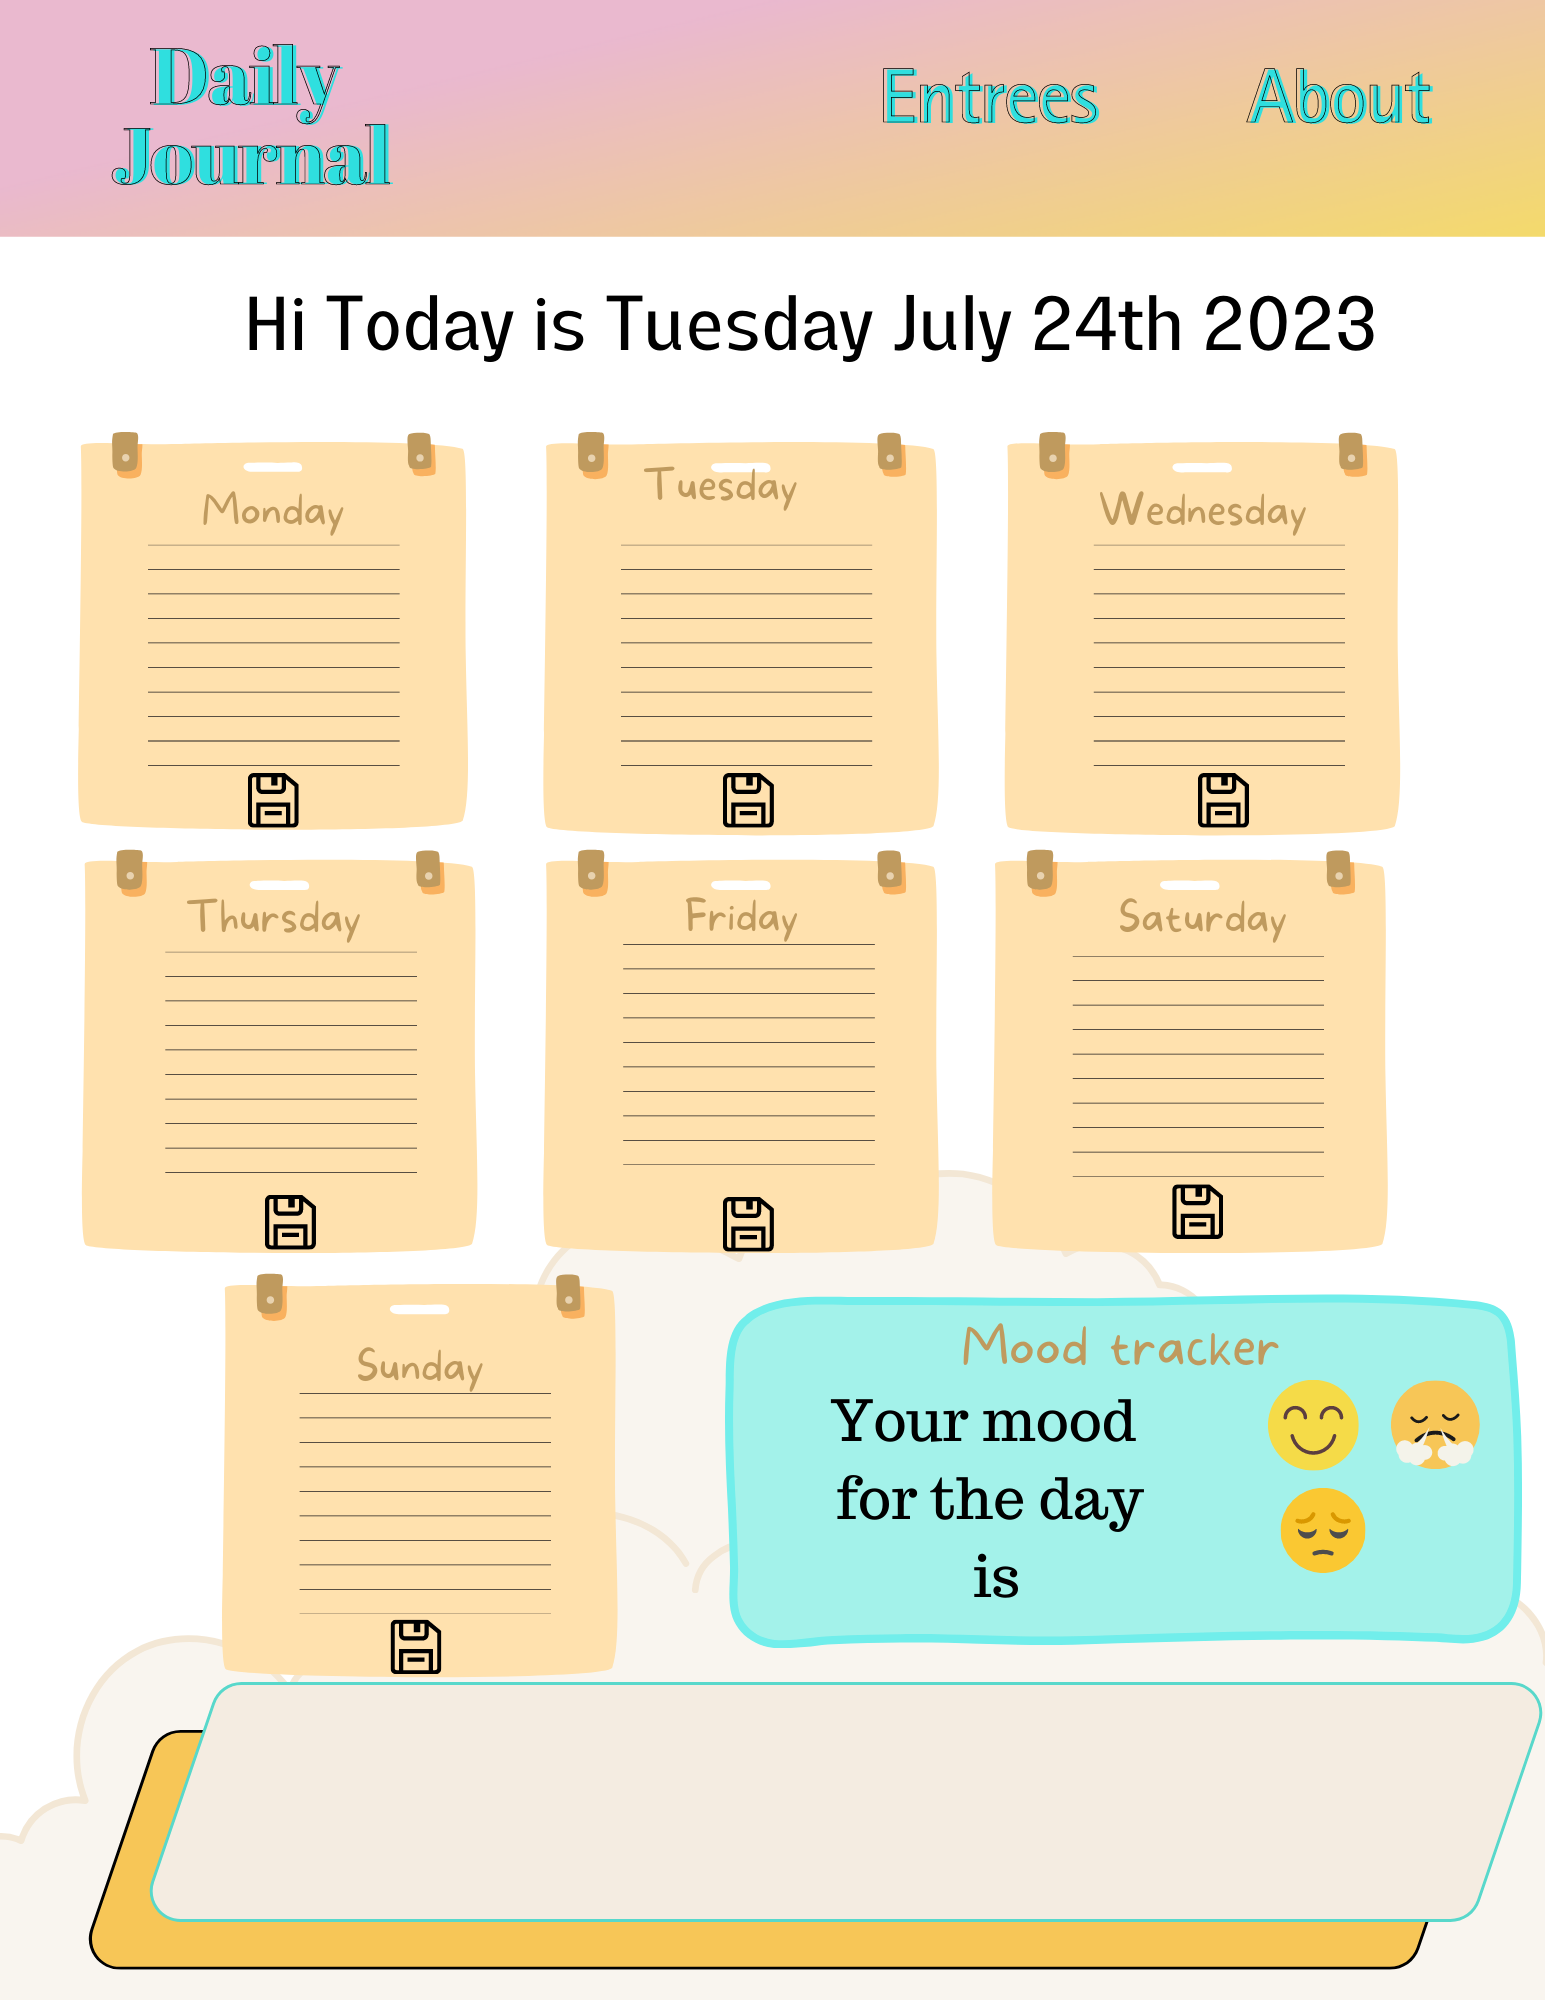 Daily
Journal
Entrees
About
Hi Today is Tuesday July 24th 2023
Monday
Tuesday
Wednesday
Thursday
Friday
Saturday
Sunday
Mood tracker
Your mood
for the day
is